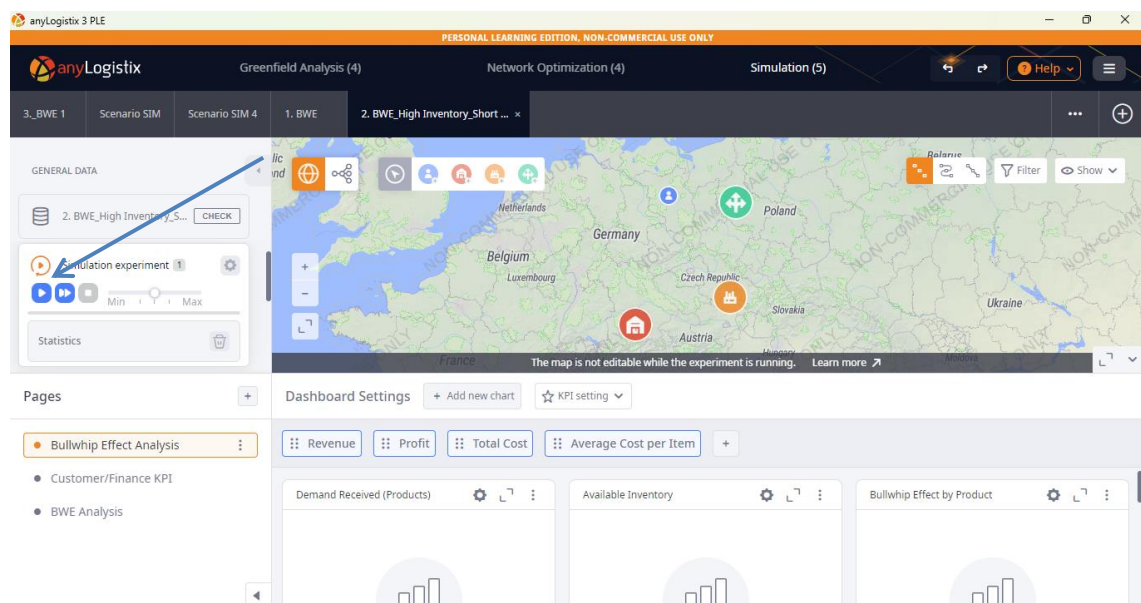 anyLogistix 3 PLE
PERSONAL LEARNING EDITION, NON-COMMERCIAL USE ONLY
anyLogistix
Greenfield Analysis (4)
Network Optimization (4)
Simulation (5)
Help
3._BWE 1
Scenario SIM
Scenario SIM 4
1. BWE
2. BWE_High Inventory_Short ... ×
GENERAL DATA
2. BWE_High Inventory_S...
CHECK
Simulation experiment 1
Min
Max
Statistics
Filter
Show
Belarus
Netherlands
Poland
Germany
Belgium
Luxembourg
Czech Republic
Slovakia
Ukraine
Austria
France
Hungary
Moldova
The map is not editable while the experiment is running. Learn more
Pages
+
Dashboard Settings
+ Add new chart
KPI setting
Bullwhip Effect Analysis
Customer/Finance KPI
BWE Analysis
Revenue
Profit
Total Cost
Average Cost per Item
+
Demand Received (Products)
Available Inventory
Bullwhip Effect by Product